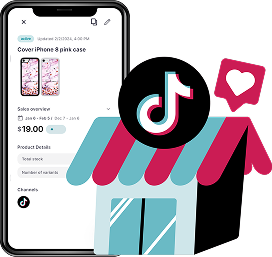 Active Updated 2/2/2024, 4:00 PM
Cover iPhone 8 pink case
Sales overview
Jan 6 - Feb 5 | Dec 7 - Jan 6
$19.00
Product Details
Total stock
Number of variants
Channels